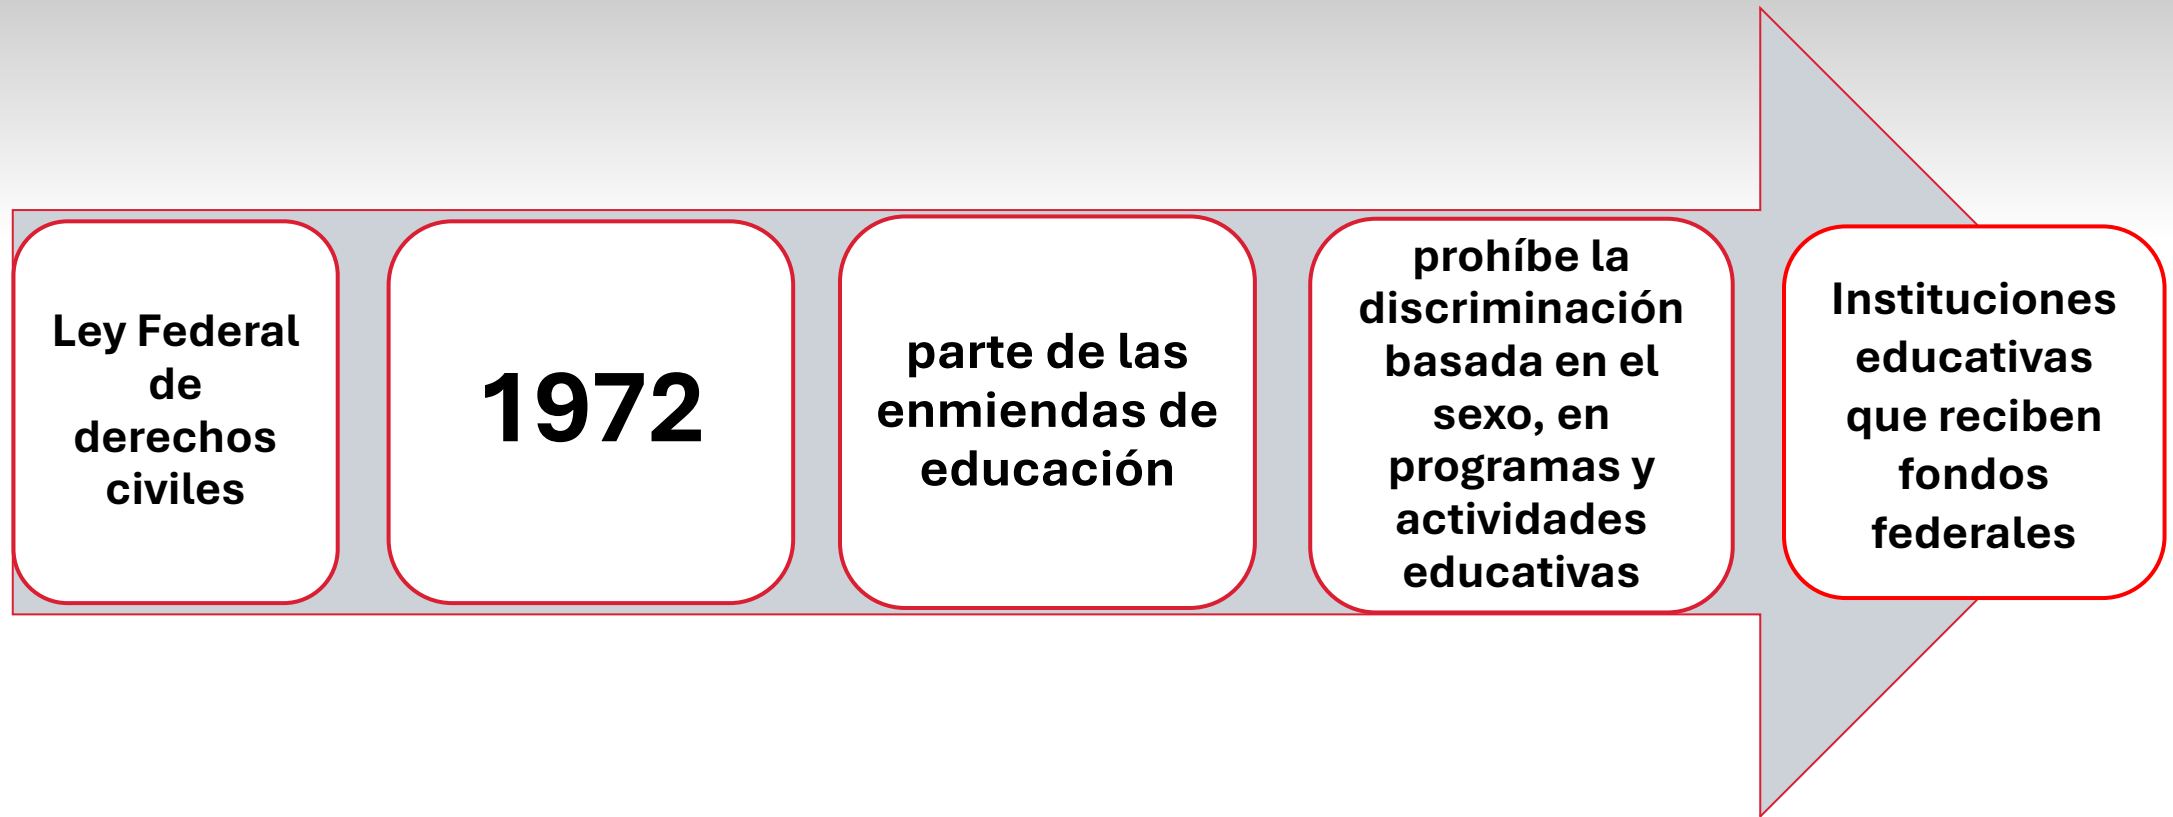 Ley Federal
de
derechos
civiles
1972
parte de las
enmiendas de
educación
prohíbe la
discriminación
basada en el
sexo, en
programas y
actividades
educativas
Instituciones
educativas
que reciben
fondos
federales